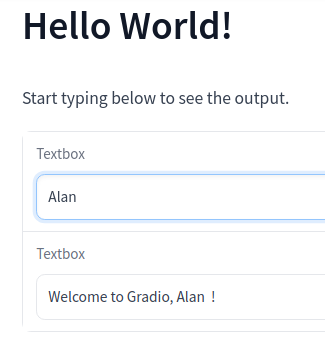 Hello World!
Start typing below to see the output.
Textbox
Alan
Textbox
Welcome to Gradio, Alan !